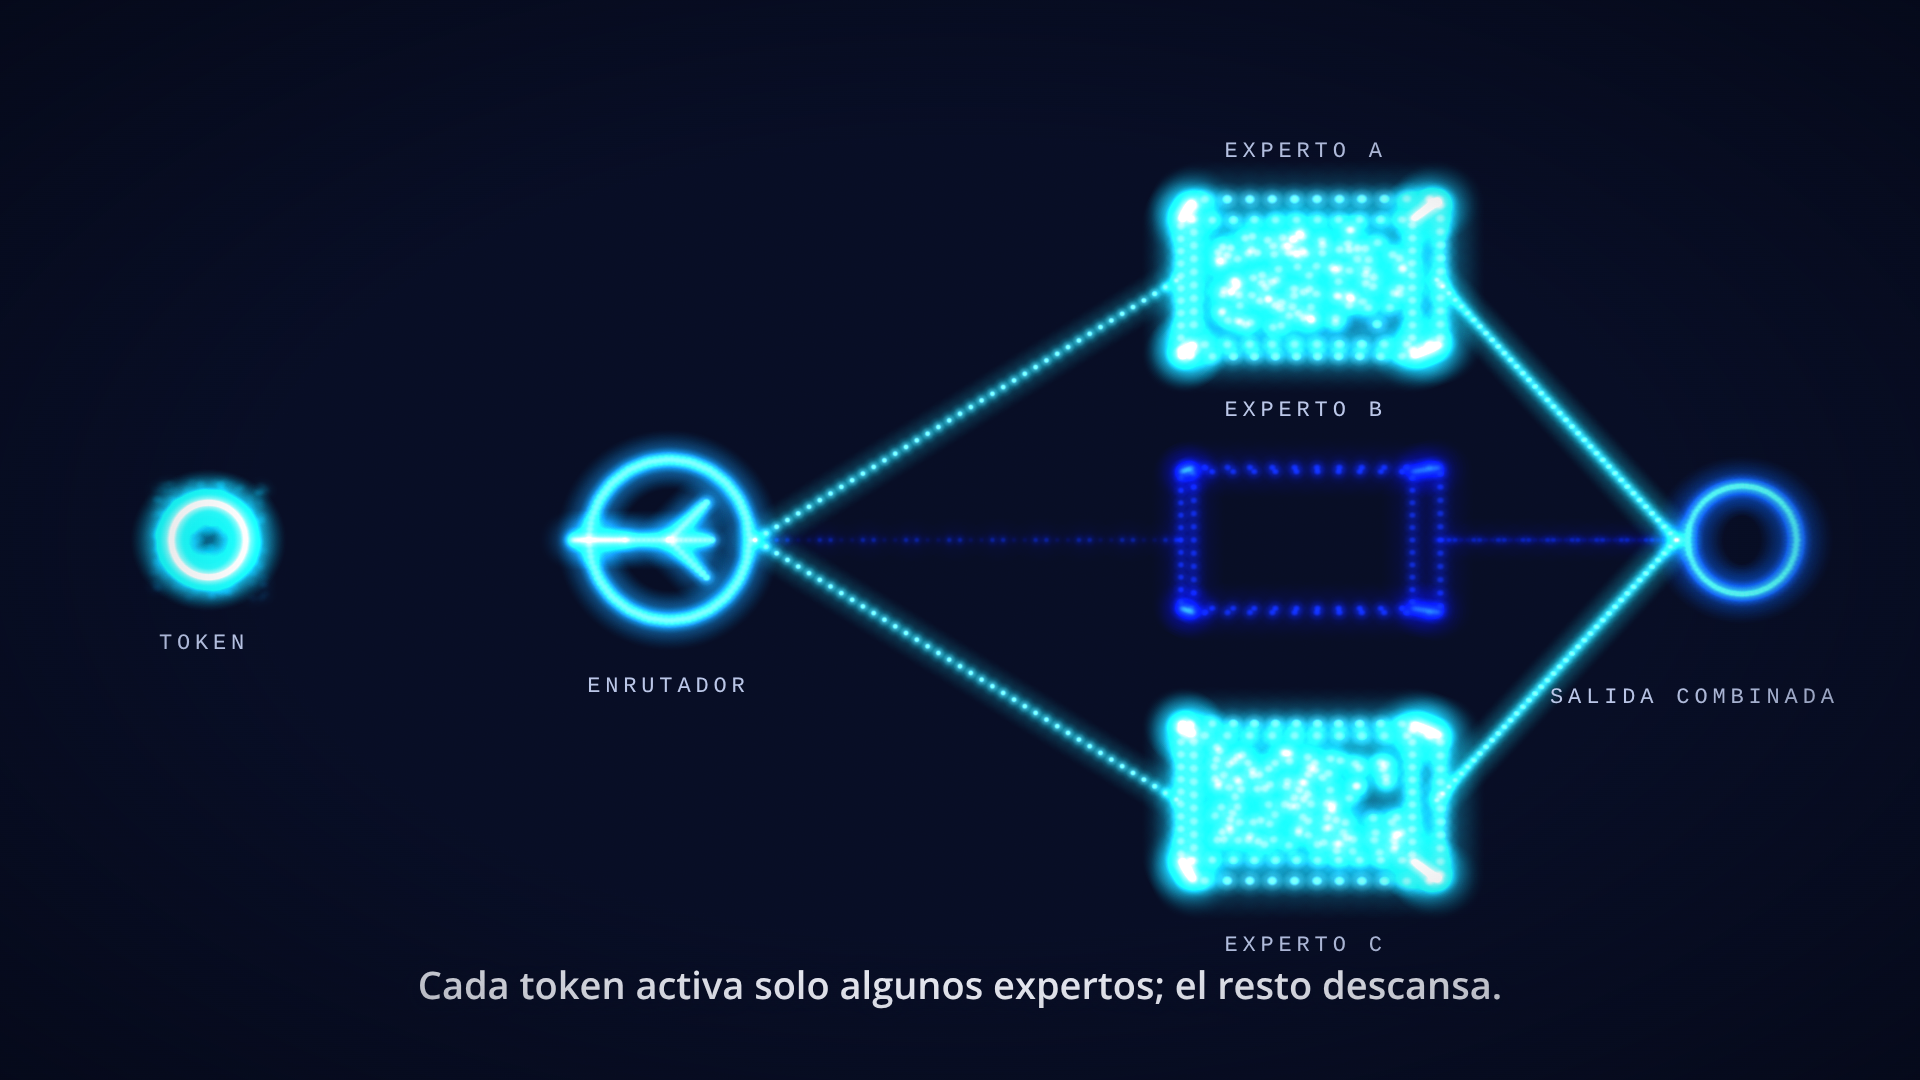 EXPERTO A
EXPERTO B
TOKEN
ENRUTADOR
SALIDA COMBINADA
EXPERTO C
Cada token activa solo algunos expertos; el resto descansa.